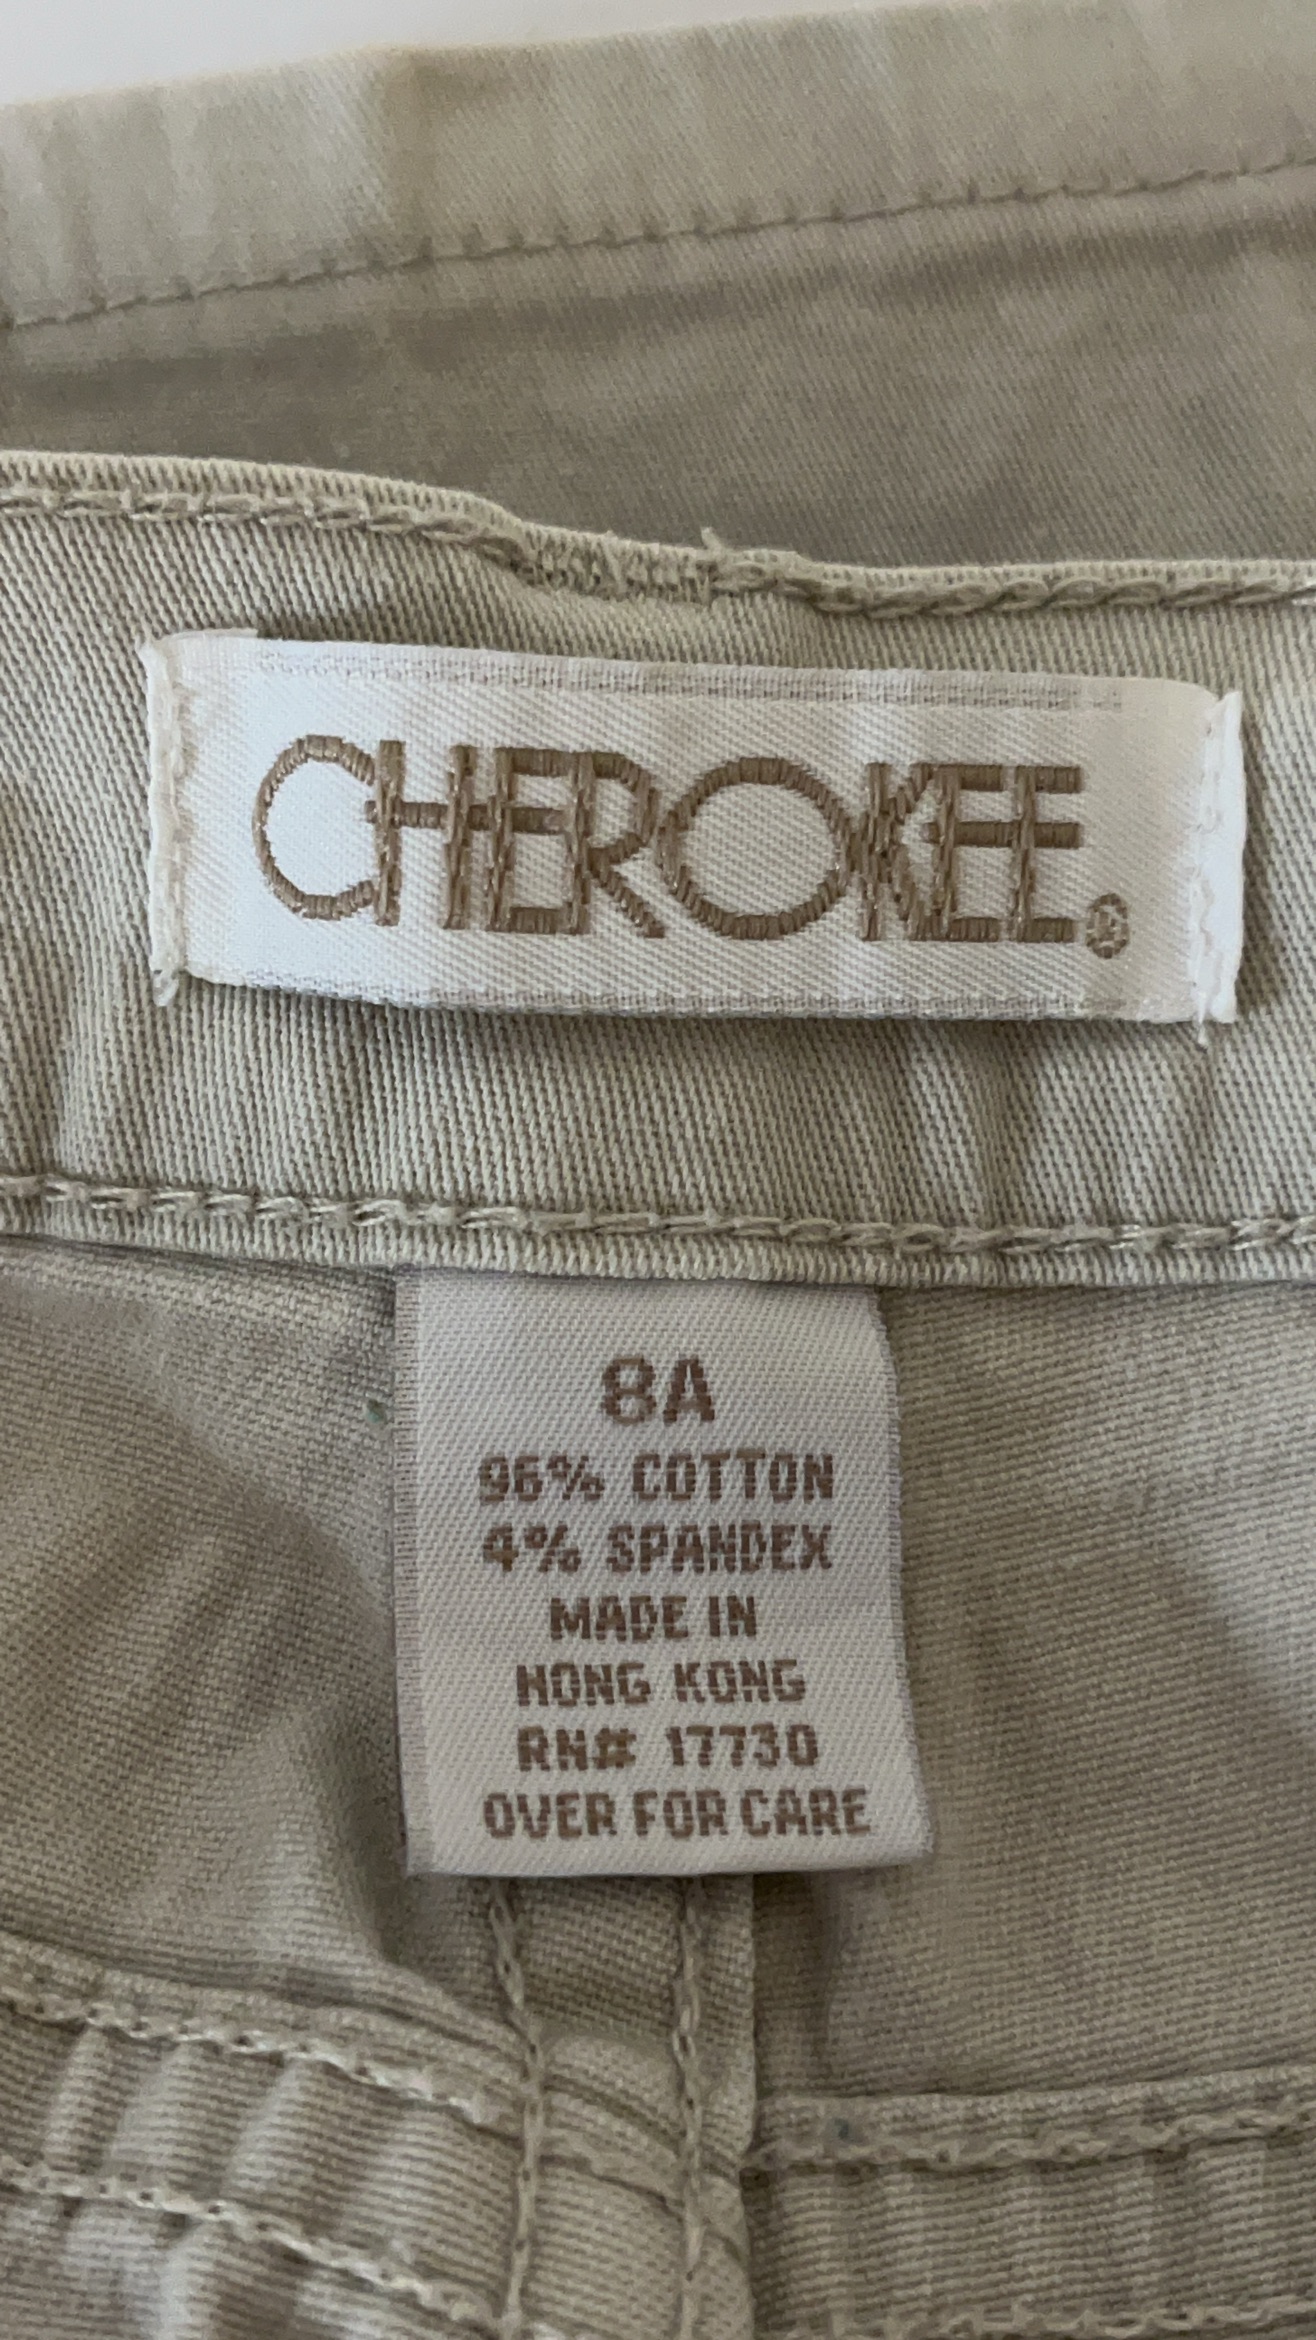 CHEROKEE®
8A
96% COTTON
4% SPANDEX
MADE IN
HONG KONG
RN# 17730
OVER FOR CARE